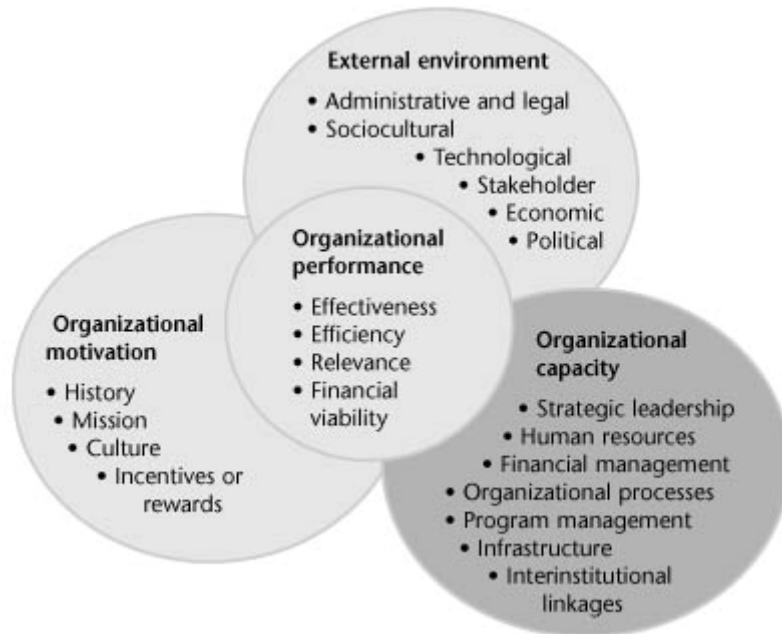 External environment
• Administrative and legal
• Sociocultural
• Technological
• Stakeholder
• Economic
• Political
Organizational
performance
• Effectiveness
• Efficiency
• Relevance
• Financial
viability
Organizational
motivation
• History
• Mission
• Culture
• Incentives or
rewards
Organizational
capacity
• Strategic leadership
• Human resources
• Financial management
• Organizational processes
• Program management
• Infrastructure
• Interinstitutional
linkages